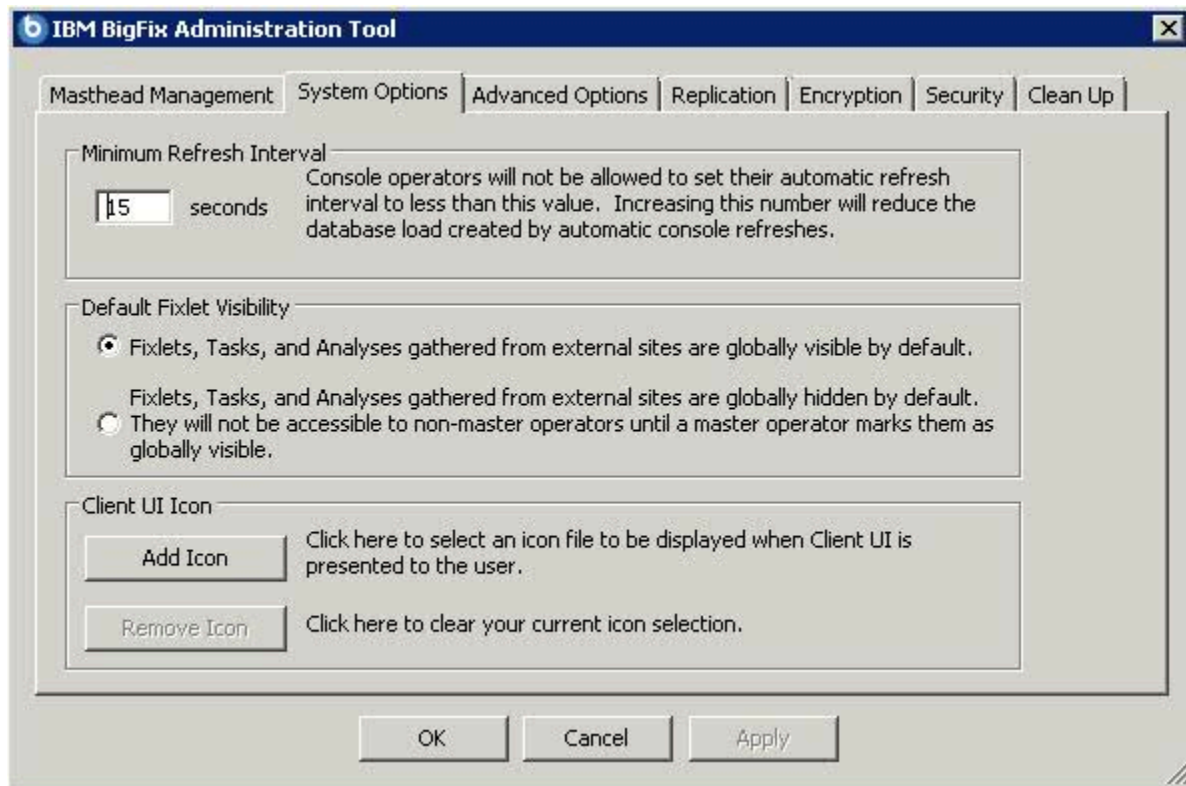 IBM BigFix Administration Tool
Masthead Management System Options Advanced Options Replication Encryption Security Clean Up
Minimum Refresh Interval
15 seconds
Console operators will not be allowed to set their automatic refresh
interval to less than this value. Increasing this number will reduce the
database load created by automatic console refreshes.
Default Fixlet Visibility
Fixlets, Tasks, and Analyses gathered from external sites are globally visible by default.
Fixlets, Tasks, and Analyses gathered from external sites are globally hidden by default.
They will not be accessible to non-master operators until a master operator marks them as
globally visible.
Client UI Icon
Add Icon
Click here to select an icon file to be displayed when Client UI is
presented to the user.
Remove Icon
Click here to clear your current icon selection.
OK Cancel Apply